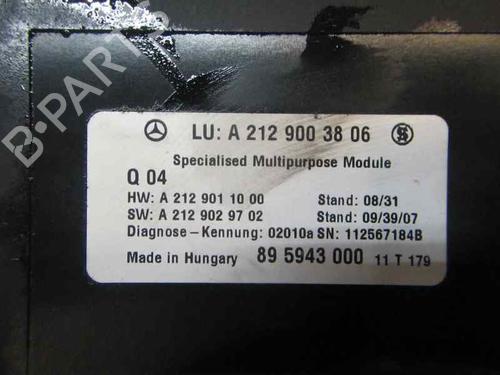 B-PARTS
LU: A 212 900 38 06
Specialised Multipurpose Module
Q 04
HW: A 212 901 10 00 Stand: 08/31
SW: A 212 902 97 02 Stand: 09/39/07
Diagnose-Kennung: 02010a SN: 112567184B
Made in Hungary 89 5943 000 11 T 179